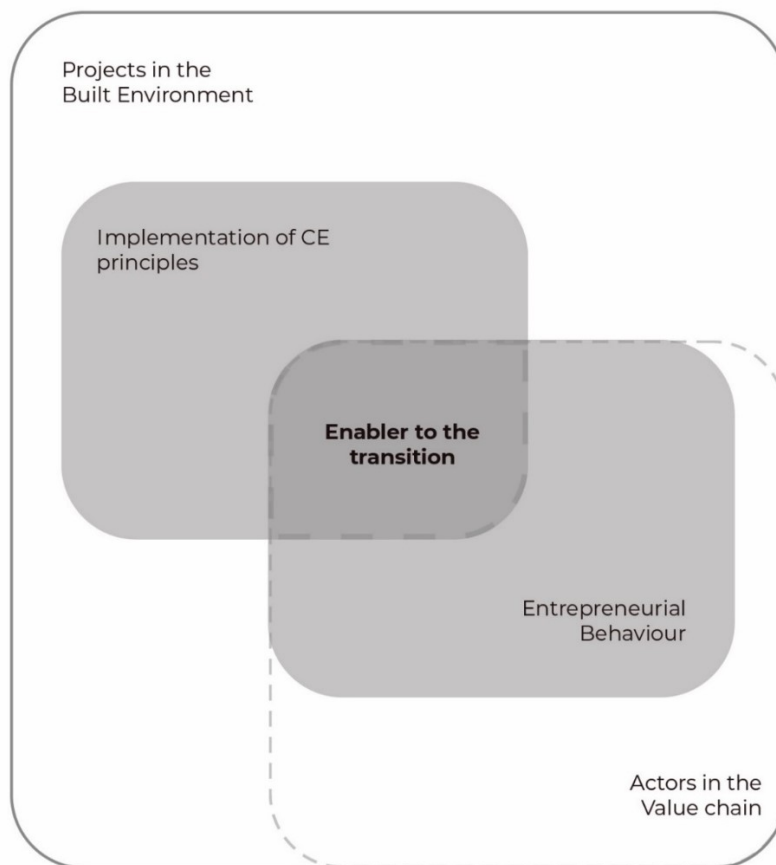 Projects in the
Built Environment
Implementation of CE
principles
Enabler to the
transition
Entrepreneurial
Behaviour
Actors in the
Value chain